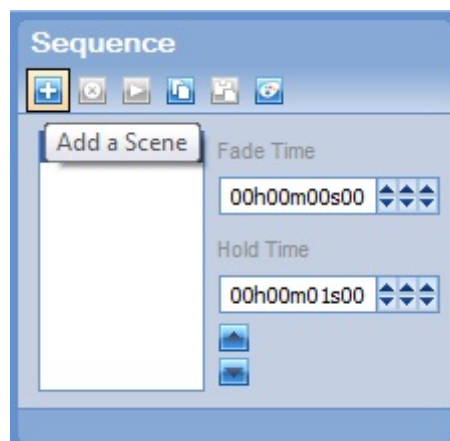 Sequence
Add a Scene
Fade Time
00h00m00s00
Hold Time
00h00m01s00